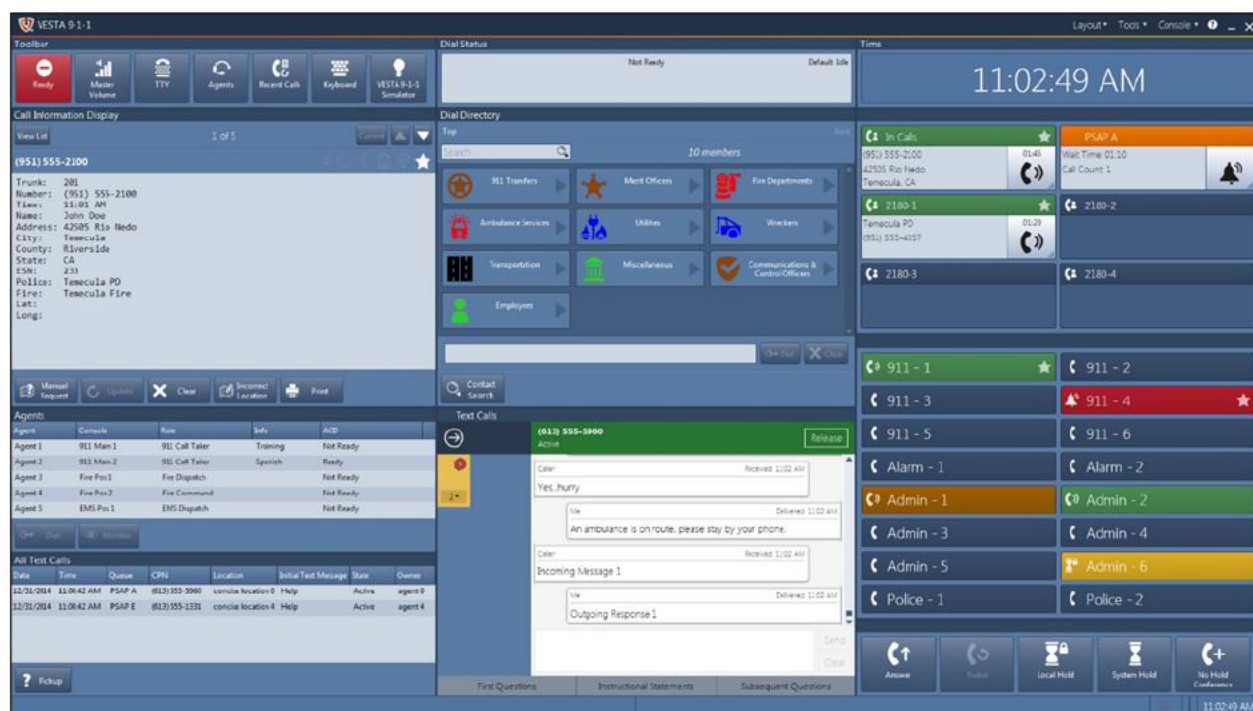 VESTA 9-1-1
Layout Tools Console
Toolbar
Ready
Master Volume
TTY
Agents
Recent Calls
Keyboard
VESTA 9-1-1 Simulator
Dial Status
Not Ready Default Idle
Time
11:02:49 AM
Call Information Display
View List 1 of 5 Current
(951) 555-2100
Trunk: 201
Number: (951) 555-2100
Time: 11:01 AM
Name: John Doe
Address: 42505 Rio Nedo
City: Temecula
County: Riverside
State: CA
ESN: 233
Police: Temecula PD
Fire: Temecula Fire
Lat:
Long:
Manual Request
Update
Clear
Incorrect Location
Print
Dial Directory
Top Back
Search 10 members
911 Transfers
Merit Officers
Fire Departments
Ambulance Services
Utilities
Wreckers
Transportation
Miscellaneous
Communications & Control Officers
Employees
Dial Clear
Contact Search
In Calls
(951) 555-2100 01:45
42505 Rio Nedo
Temecula, CA
PSAP A
Wait Time 01:10
Call Count 1
2180-1
Temecula PD 01:29
(951) 555-4357
2180-2
2180-3
2180-4
911 - 1
911 - 2
911 - 3
911 - 4
911 - 5
911 - 6
Alarm - 1
Alarm - 2
Admin - 1
Admin - 2
Admin - 3
Admin - 4
Admin - 5
Admin - 6
Police - 1
Police - 2
Answer
Redial
Local Hold
System Hold
No Hold Conference
Agents
Agent Console Role Info ACD
Agent 1 911 Main 1 911 Call Taker Training Not Ready
Agent 2 911 Main 2 911 Call Taker Spanish Ready
Agent 3 Fire Pos1 Fire Dispatch Not Ready
Agent 4 Fire Pos2 Fire Command Not Ready
Agent 5 EMS Pos 1 EMS Dispatch Not Ready
Dial Monitor
All Text Calls
Date Time Queue CPN Location Initial Text Message State Owner
12/31/2014 11:06:42 AM PSAP A (613) 555-5960 concise location 0 Help Active agent 0
12/31/2014 11:06:42 AM PSAP E (613) 555-1331 concise location 4 Help Active agent 4
Pickup
Text Calls
(613) 555-5960
Active
Release
2
Caller Received 11:02 AM
Yes..hurry
Me Delivered 11:02 AM
An ambulance is on route, please stay by your phone.
Caller Received 11:02 AM
Incoming Message 1
Me Delivered 11:02 AM
Outgoing Response 1
Send
Clear
First Questions Instructional Statements Subsequent Questions
11:02:49 AM